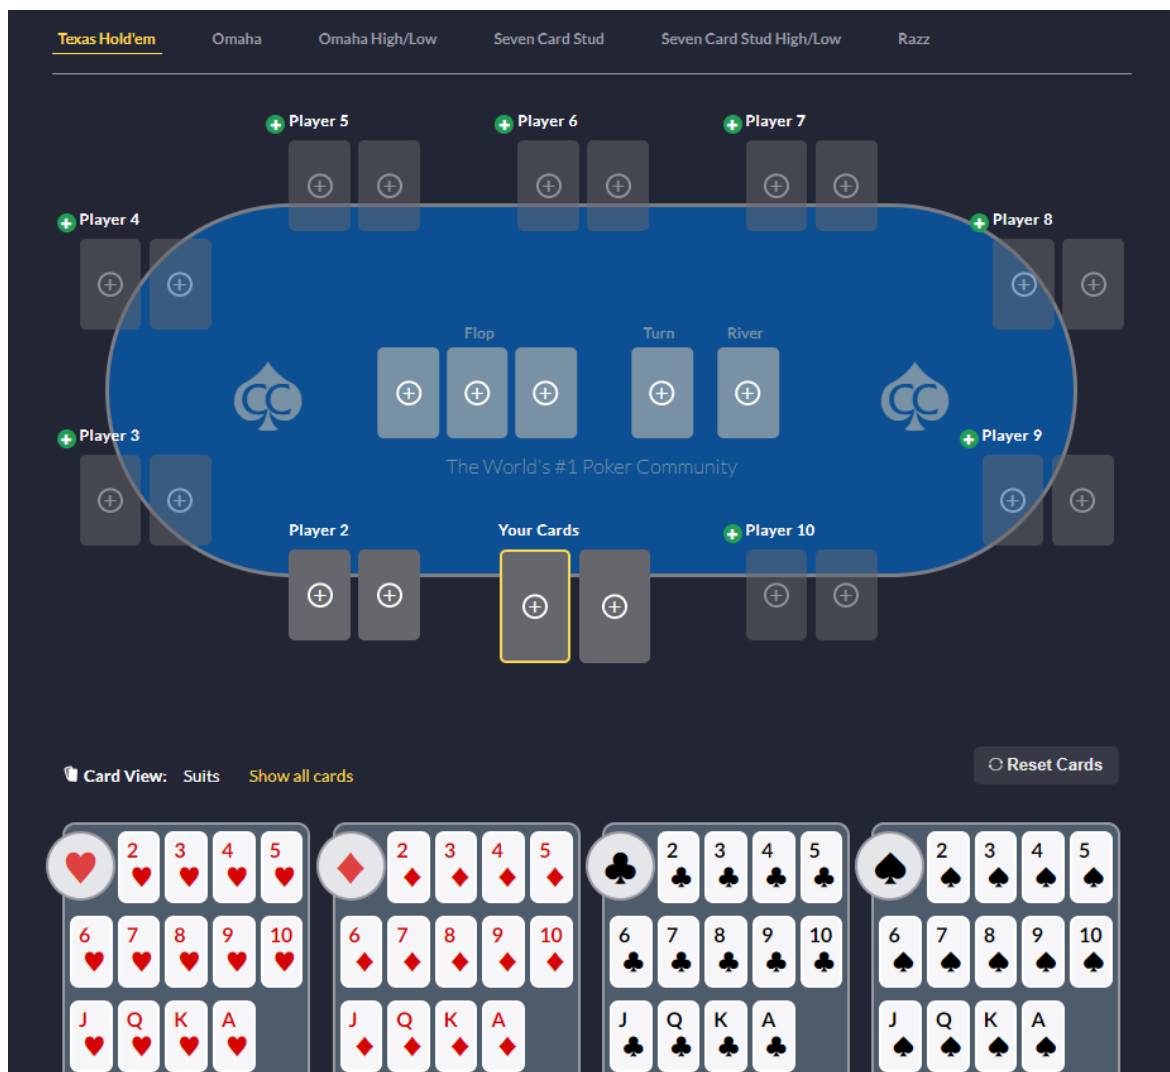 Texas Hold'em Omaha Omaha High/Low Seven Card Stud Seven Card Stud High/Low Razz
Player 5 Player 6 Player 7
Player 4 Player 8
Flop Turn River
CC CC
Player 3 Player 9
The World's #1 Poker Community
Player 2 Your Cards Player 10
Card View: Suits Show all cards Reset Cards
2 3 4 5 2 3 4 5 2 3 4 5 2 3 4 5
6 7 8 9 10 6 7 8 9 10 6 7 8 9 10 6 7 8 9 10
J Q K A J Q K A J Q K A J Q K A